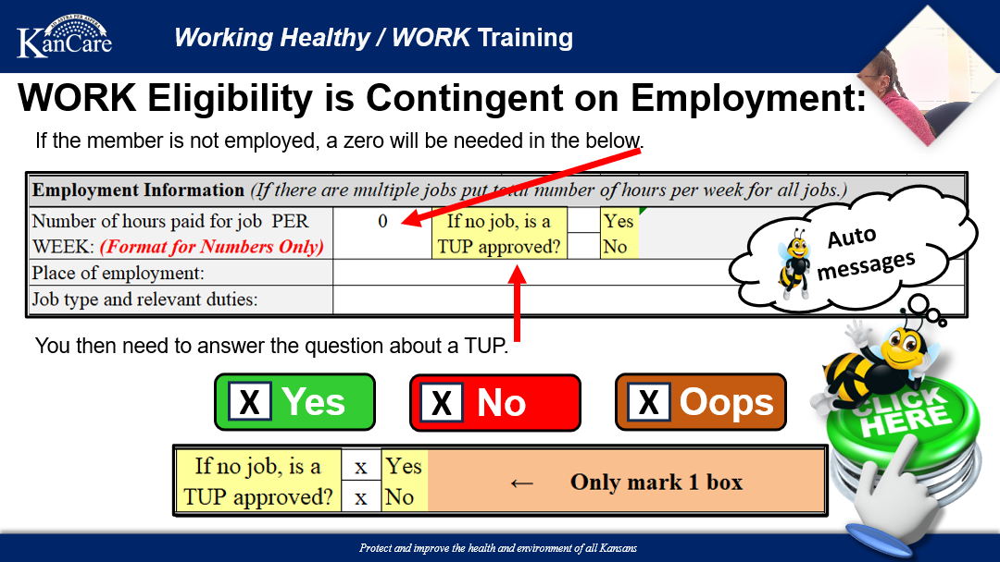 AD ASTRA PER ASPERA
KanCare
Working Healthy / WORK Training
WORK Eligibility is Contingent on Employment:
If the member is not employed, a zero will be needed in the below.
Employment Information (If there are multiple jobs put total number of hours per week for all jobs.)
Number of hours paid for job PER
WEEK: (Format for Numbers Only)
0
If no job, is a
TUP approved?
Yes
No
Place of employment:
Job type and relevant duties:
Auto
messages
You then need to answer the question about a TUP.
X Yes
X No
X Oops
CLICK
HERE
If no job, is a
TUP approved?
x Yes
x No
← Only mark 1 box
Protect and improve the health and environment of all Kansans